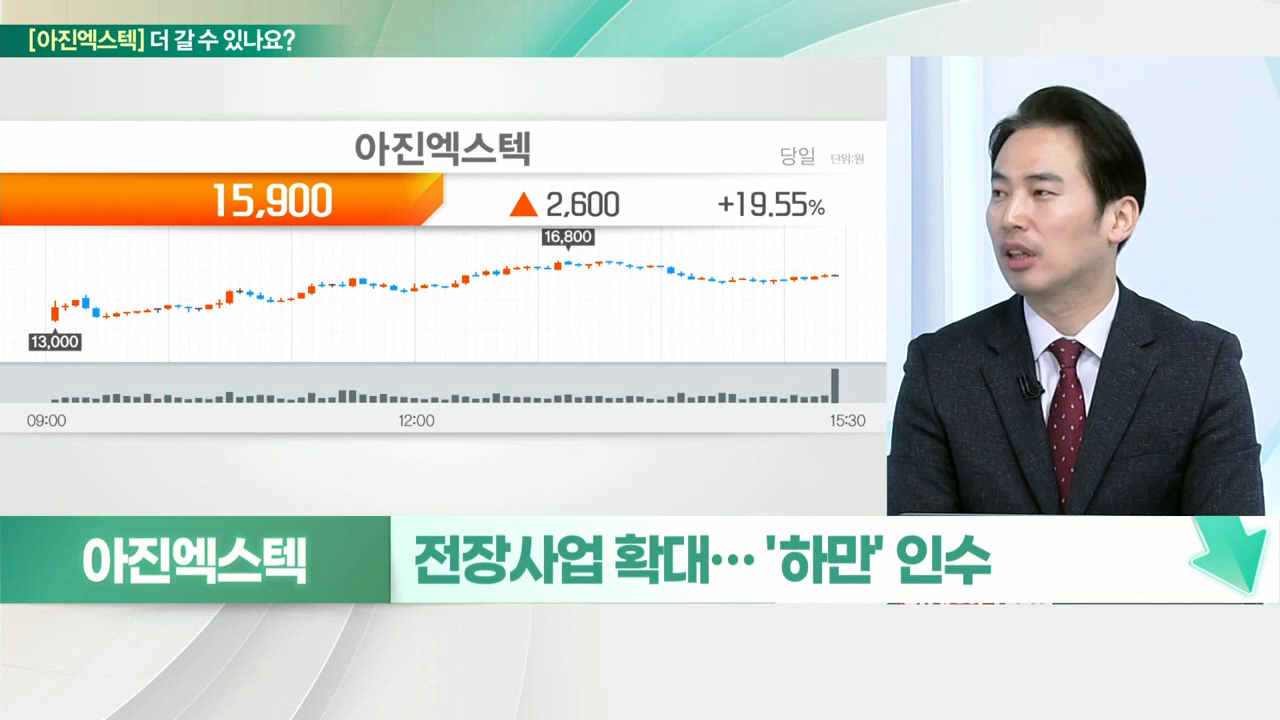 [아진엑스텍] 더 갈 수 있나요?
아진엑스텍
당일 단위:원
15,900 ▲ 2,600 +19.55%
16,800
13,000
09:00 12:00 15:30
아진엑스텍 전장사업 확대… '하만' 인수